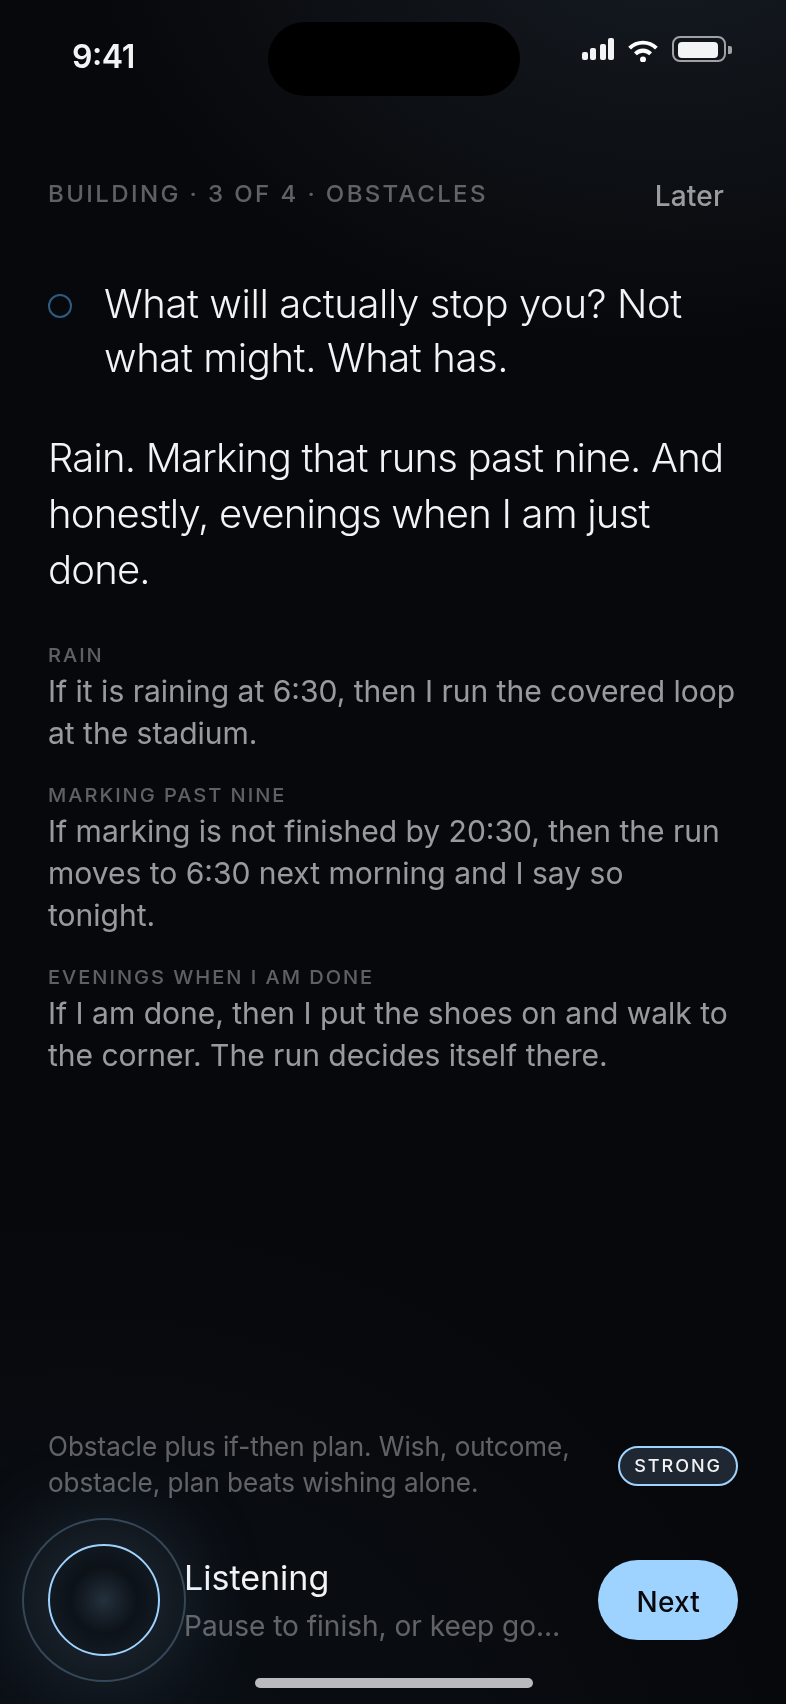 9:41
BUILDING · 3 OF 4 · OBSTACLES
Later
What will actually stop you? Not
what might. What has.
Rain. Marking that runs past nine. And
honestly, evenings when I am just
done.
RAIN
If it is raining at 6:30, then I run the covered loop
at the stadium.
MARKING PAST NINE
If marking is not finished by 20:30, then the run
moves to 6:30 next morning and I say so
tonight.
EVENINGS WHEN I AM DONE
If I am done, then I put the shoes on and walk to
the corner. The run decides itself there.
Obstacle plus if-then plan. Wish, outcome,
obstacle, plan beats wishing alone.
STRONG
Listening
Pause to finish, or keep go...
Next